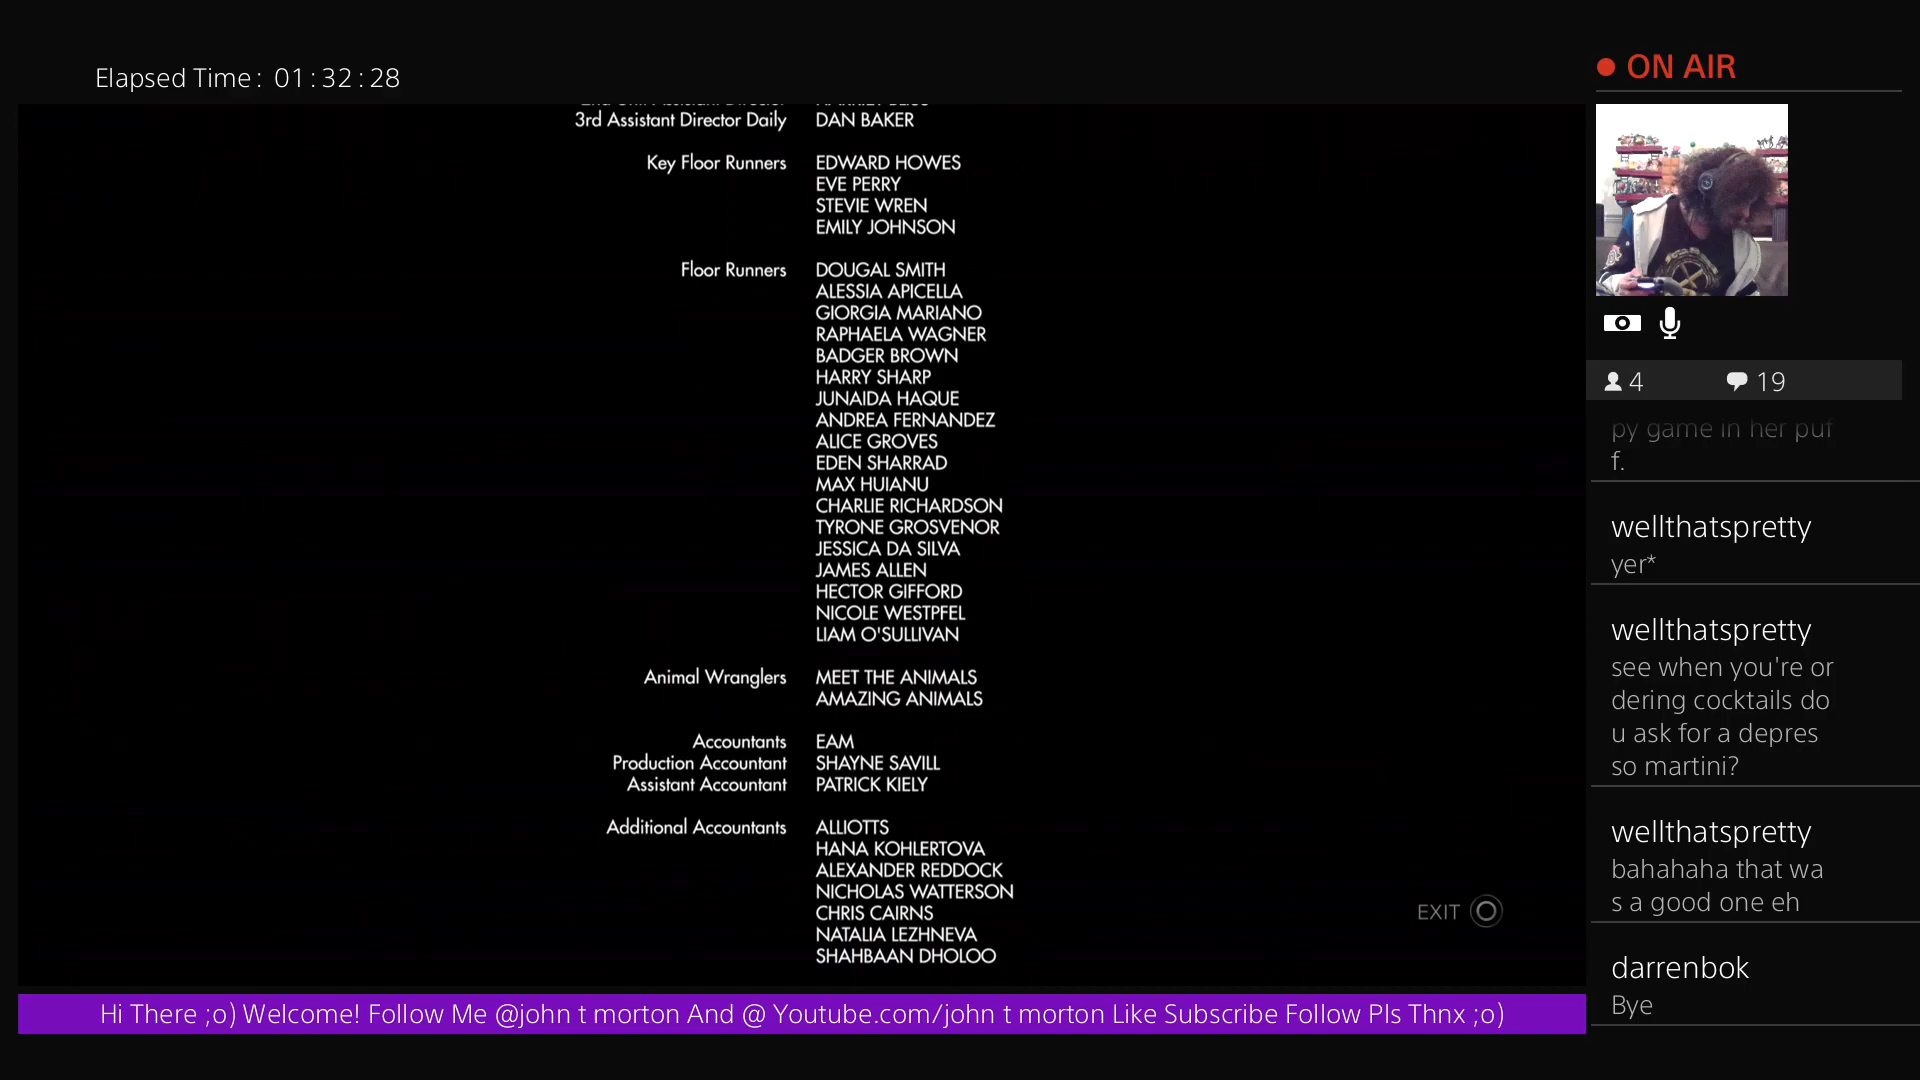 Elapsed Time: 01:32:28
ON AIR
3rd Assistant Director Daily DAN BAKER
Key Floor Runners EDWARD HOWES
EVE PERRY
STEVIE WREN
EMILY JOHNSON
Floor Runners DOUGAL SMITH
ALESSIA APICELLA
GIORGIA MARIANO
RAPHAELA WAGNER
BADGER BROWN
HARRY SHARP
JUNAIDA HAQUE
ANDREA FERNANDEZ
ALICE GROVES
EDEN SHARRAD
MAX HUIANU
CHARLIE RICHARDSON
TYRONE GROSVENOR
JESSICA DA SILVA
JAMES ALLEN
HECTOR GIFFORD
NICOLE WESTPFEL
LIAM O'SULLIVAN
Animal Wranglers MEET THE ANIMALS
AMAZING ANIMALS
Accountants EAM
Production Accountant SHAYNE SAVILL
Assistant Accountant PATRICK KIELY
Additional Accountants ALLIOTTS
HANA KOHLERTOVA
ALEXANDER REDDOCK
NICHOLAS WATTERSON
CHRIS CAIRNS
NATALIA LEZHNEVA
SHAHBAAN DHOLOO
EXIT
4 19
py game in her puf
f.
wellthatspretty
yer*
wellthatspretty
see when you're or
dering cocktails do
u ask for a depres
so martini?
wellthatspretty
bahahaha that wa
s a good one eh
darrenbok
Bye
Hi There ;o) Welcome! Follow Me @john t morton And @ Youtube.com/john t morton Like Subscribe Follow Pls Thnx ;o)